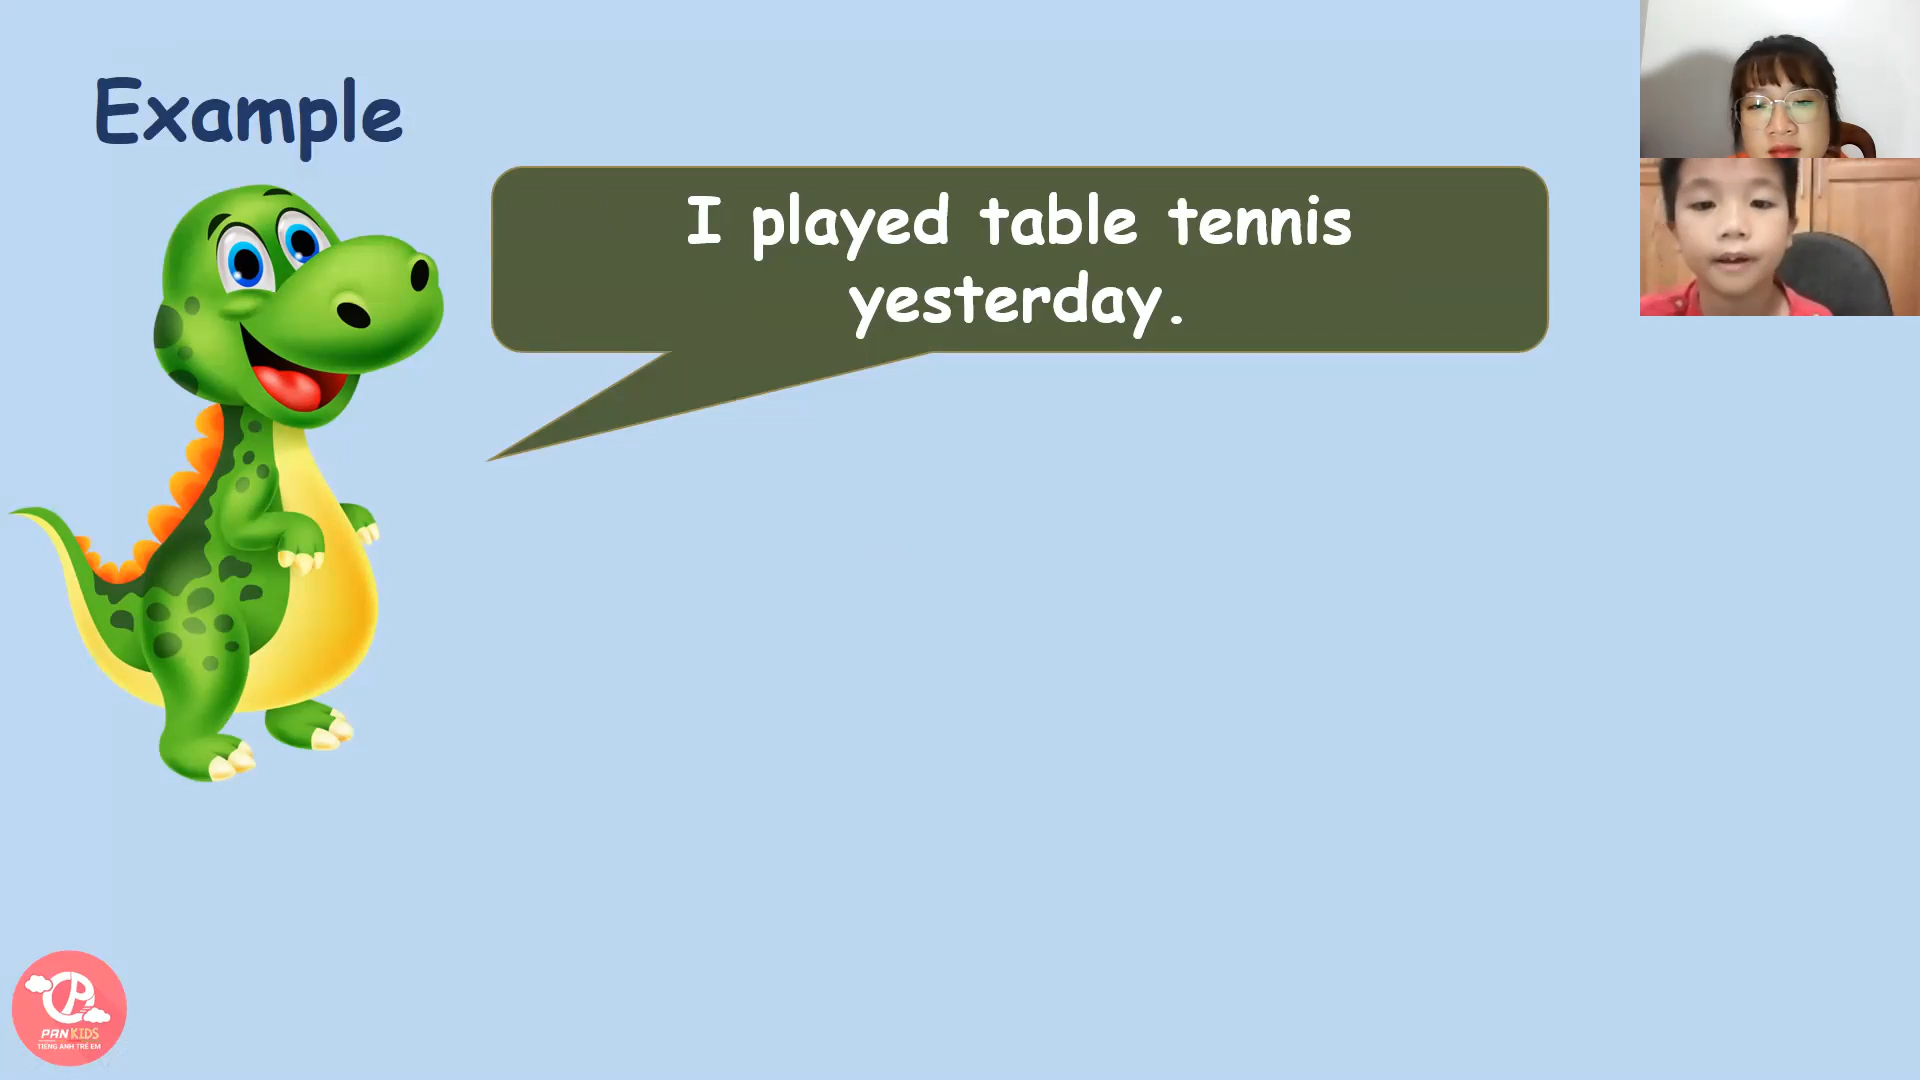 Example
I played table tennis
yesterday.
PAN KIDS
TIẾNG ANH TRẺ EM